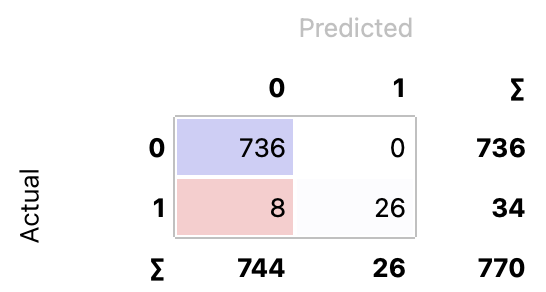 Predicted
0 1 Σ
0 736 0 736
Actual
1 8 26 34
Σ 744 26 770